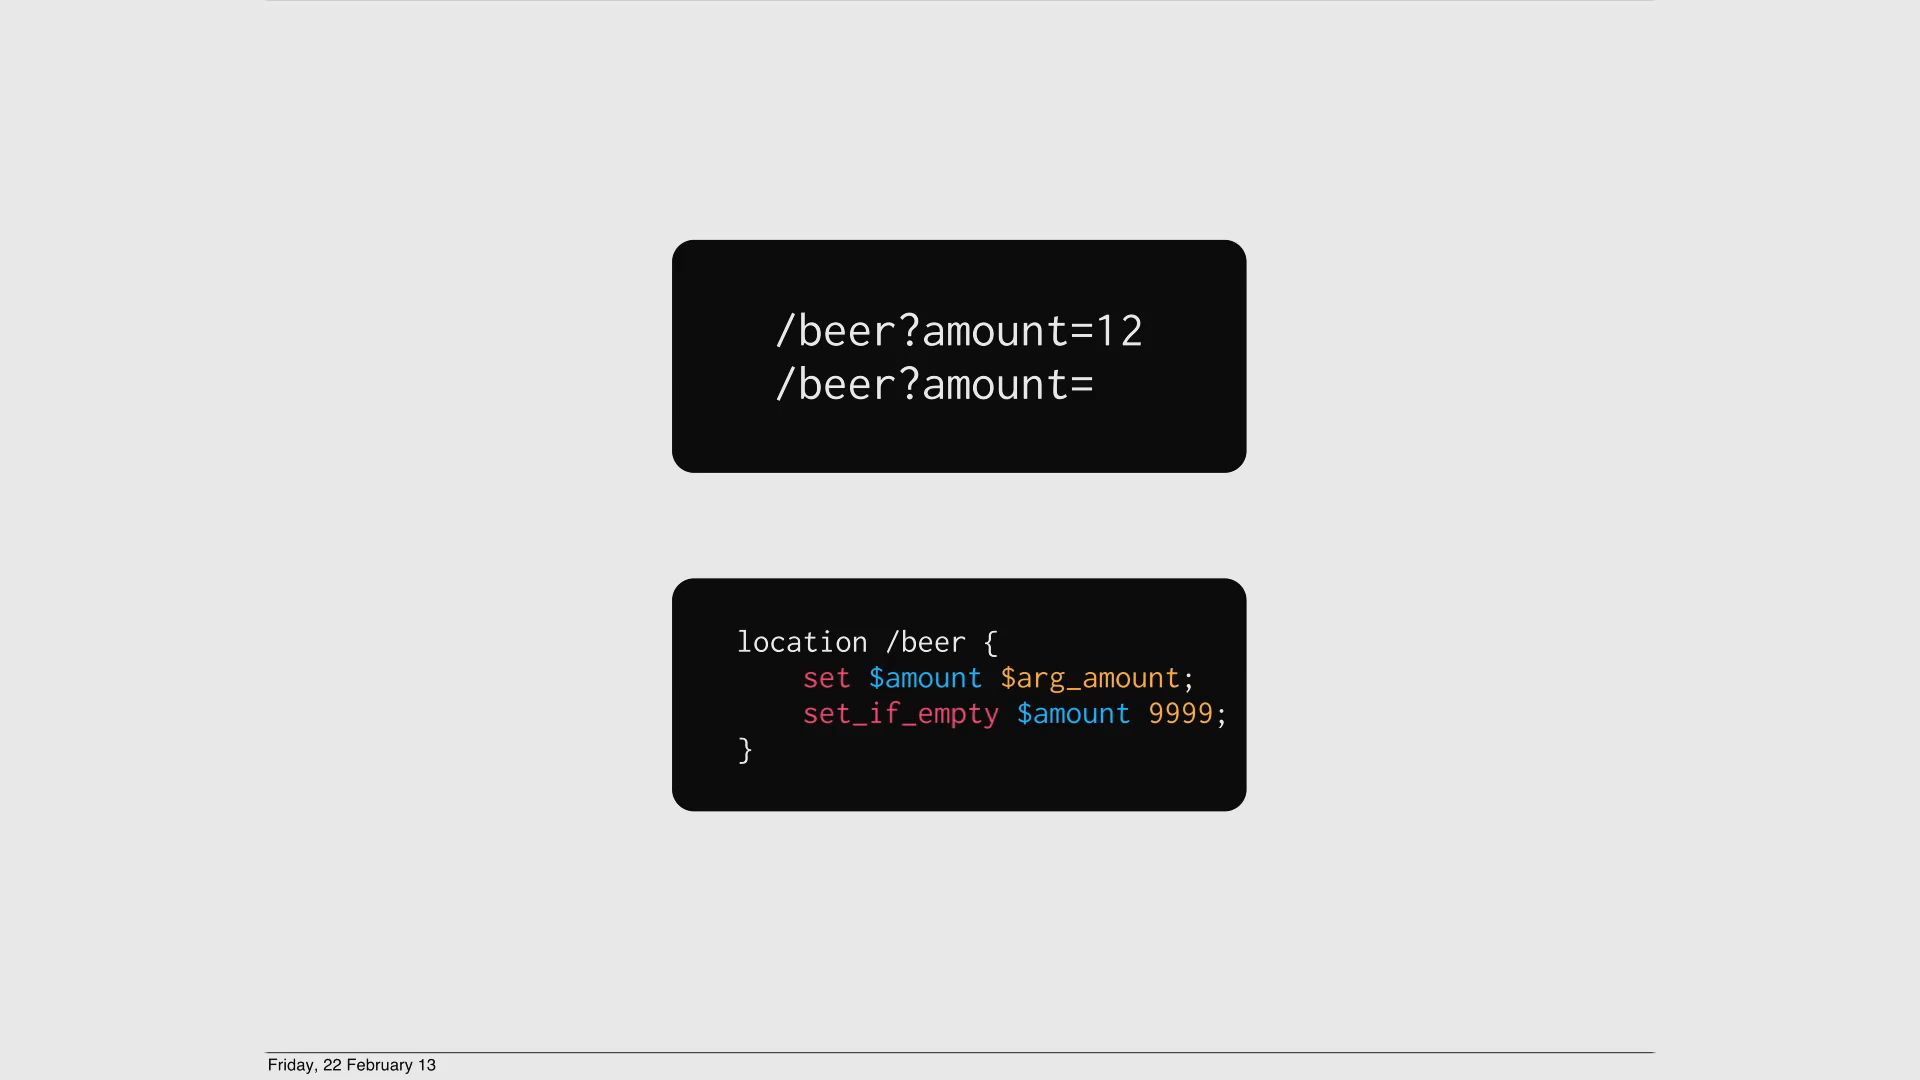 /beer?amount=12
/beer?amount=
location /beer {
    set $amount $arg_amount;
    set_if_empty $amount 9999;
}
Friday, 22 February 13